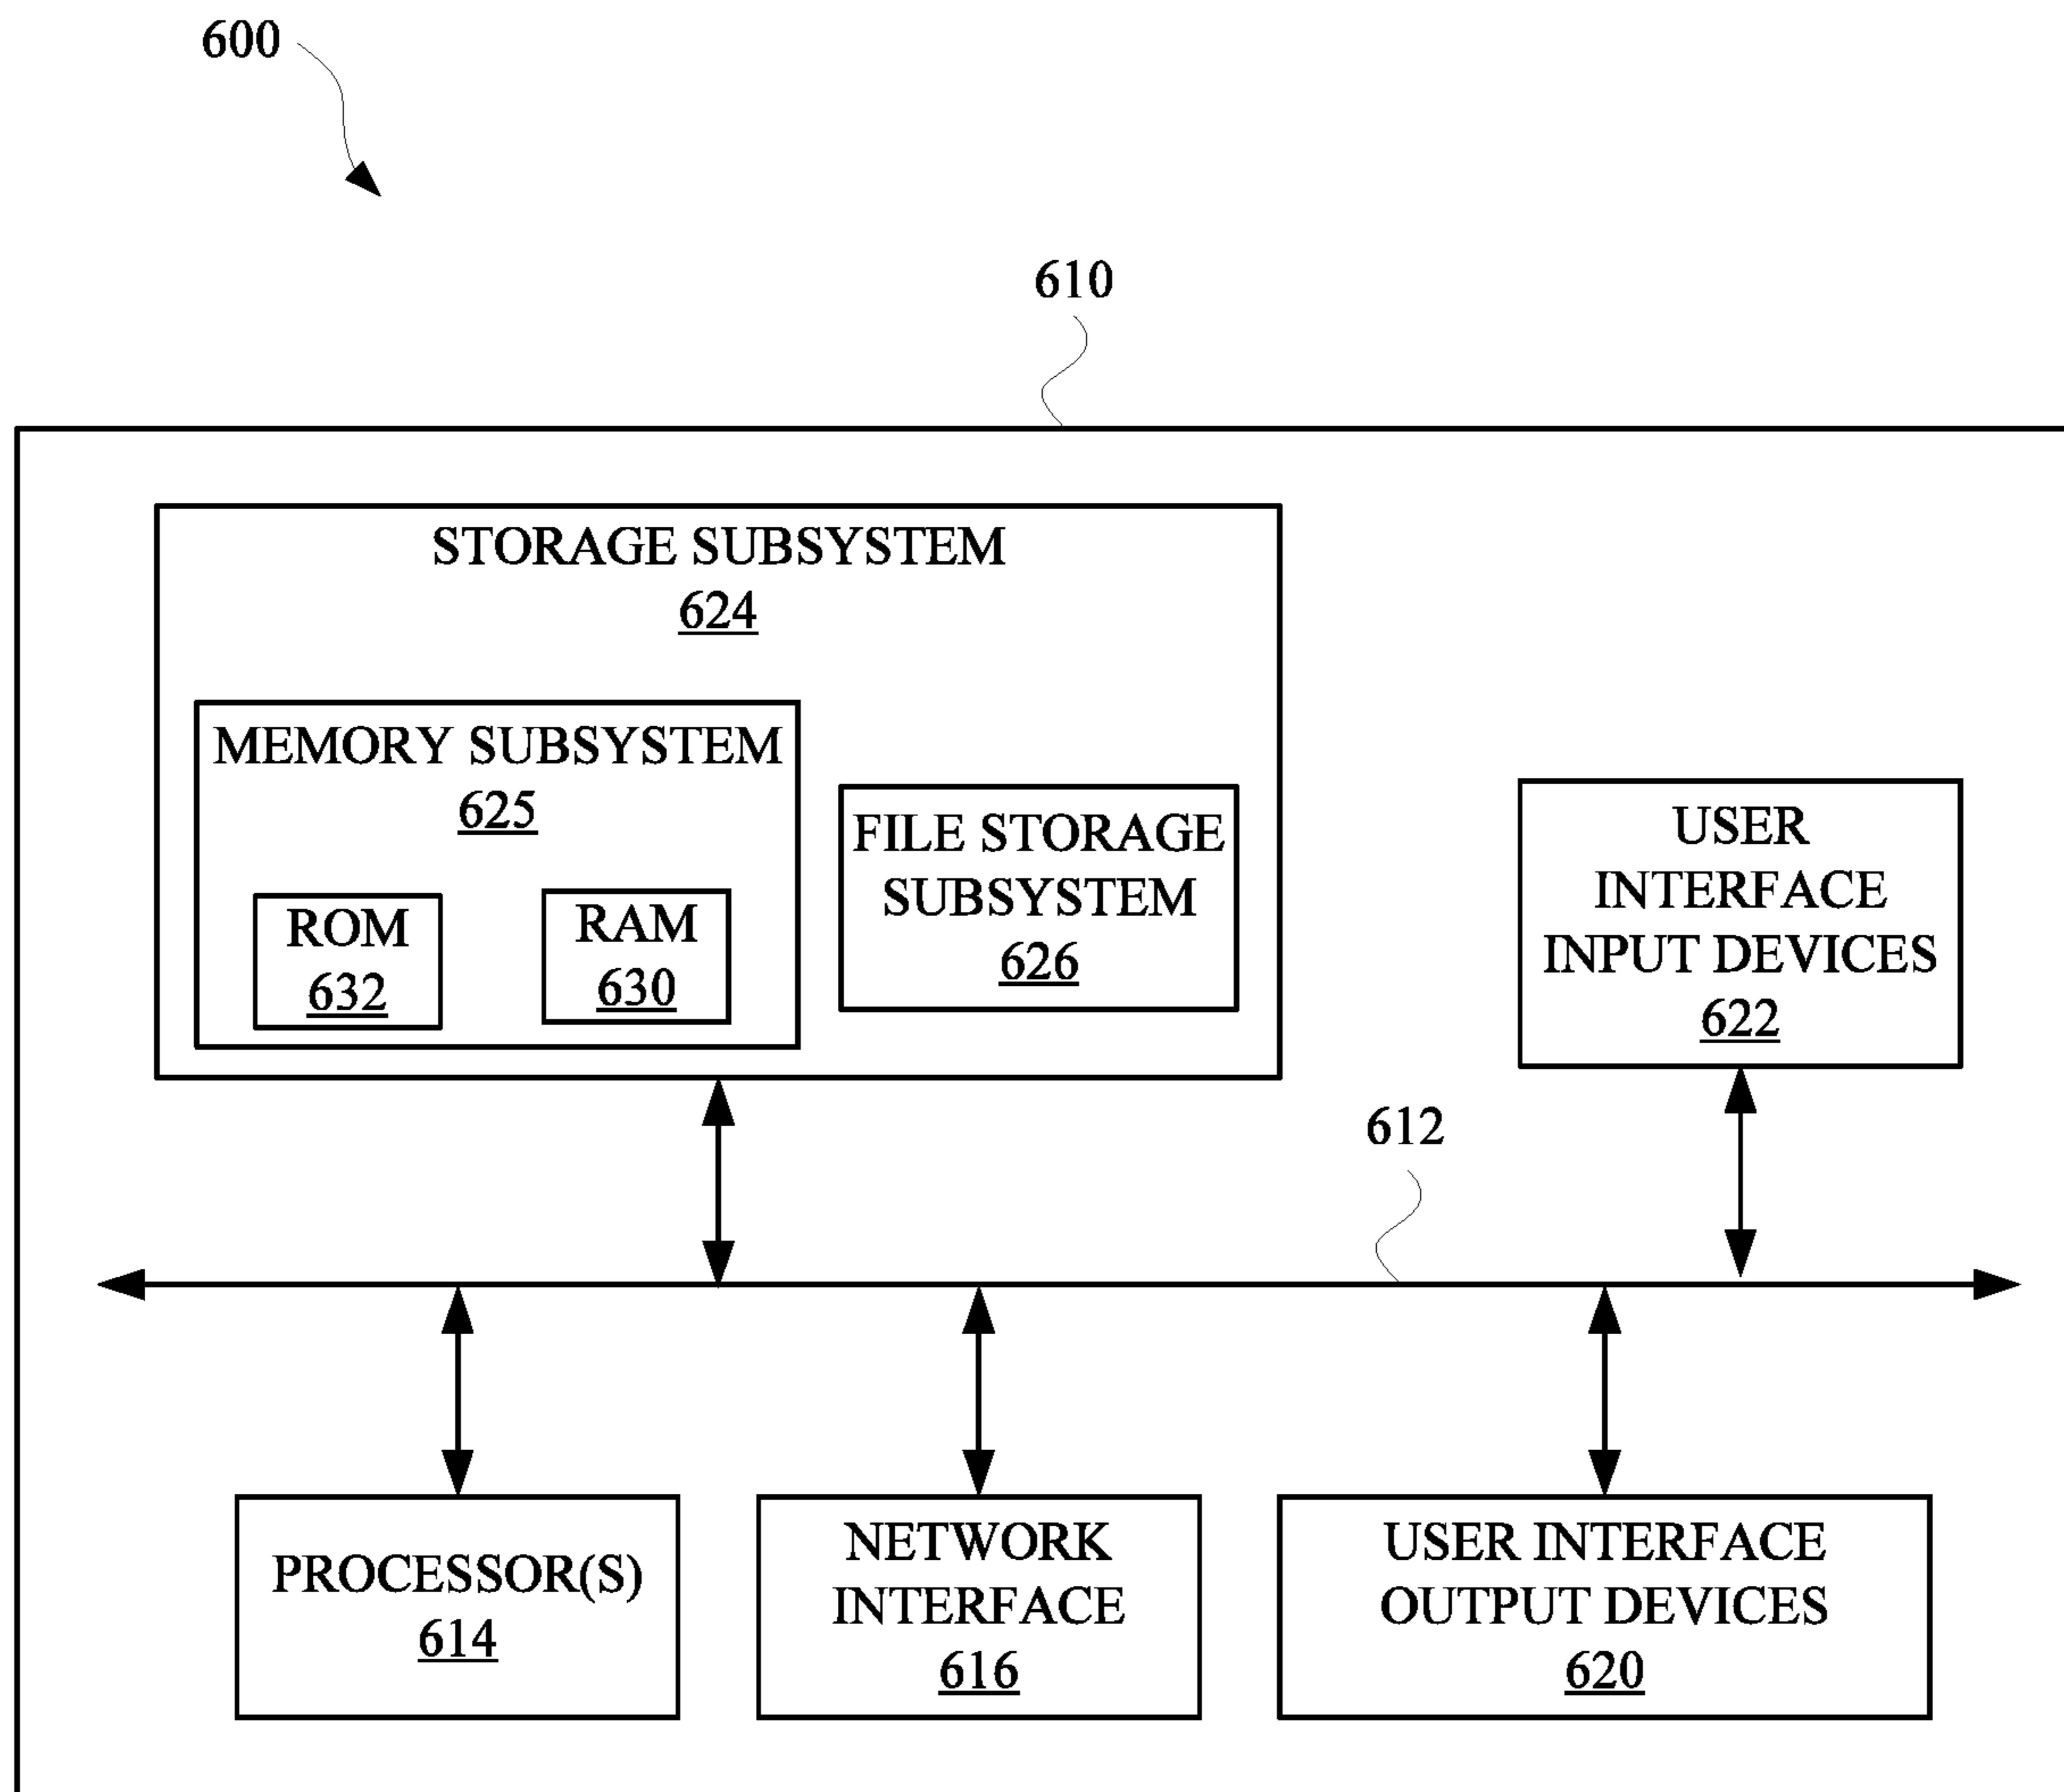 600
610
STORAGE SUBSYSTEM
624
MEMORY SUBSYSTEM
625
ROM
632
RAM
630
FILE STORAGE
SUBSYSTEM
626
USER
INTERFACE
INPUT DEVICES
622
612
PROCESSOR(S)
614
NETWORK
INTERFACE
616
USER INTERFACE
OUTPUT DEVICES
620